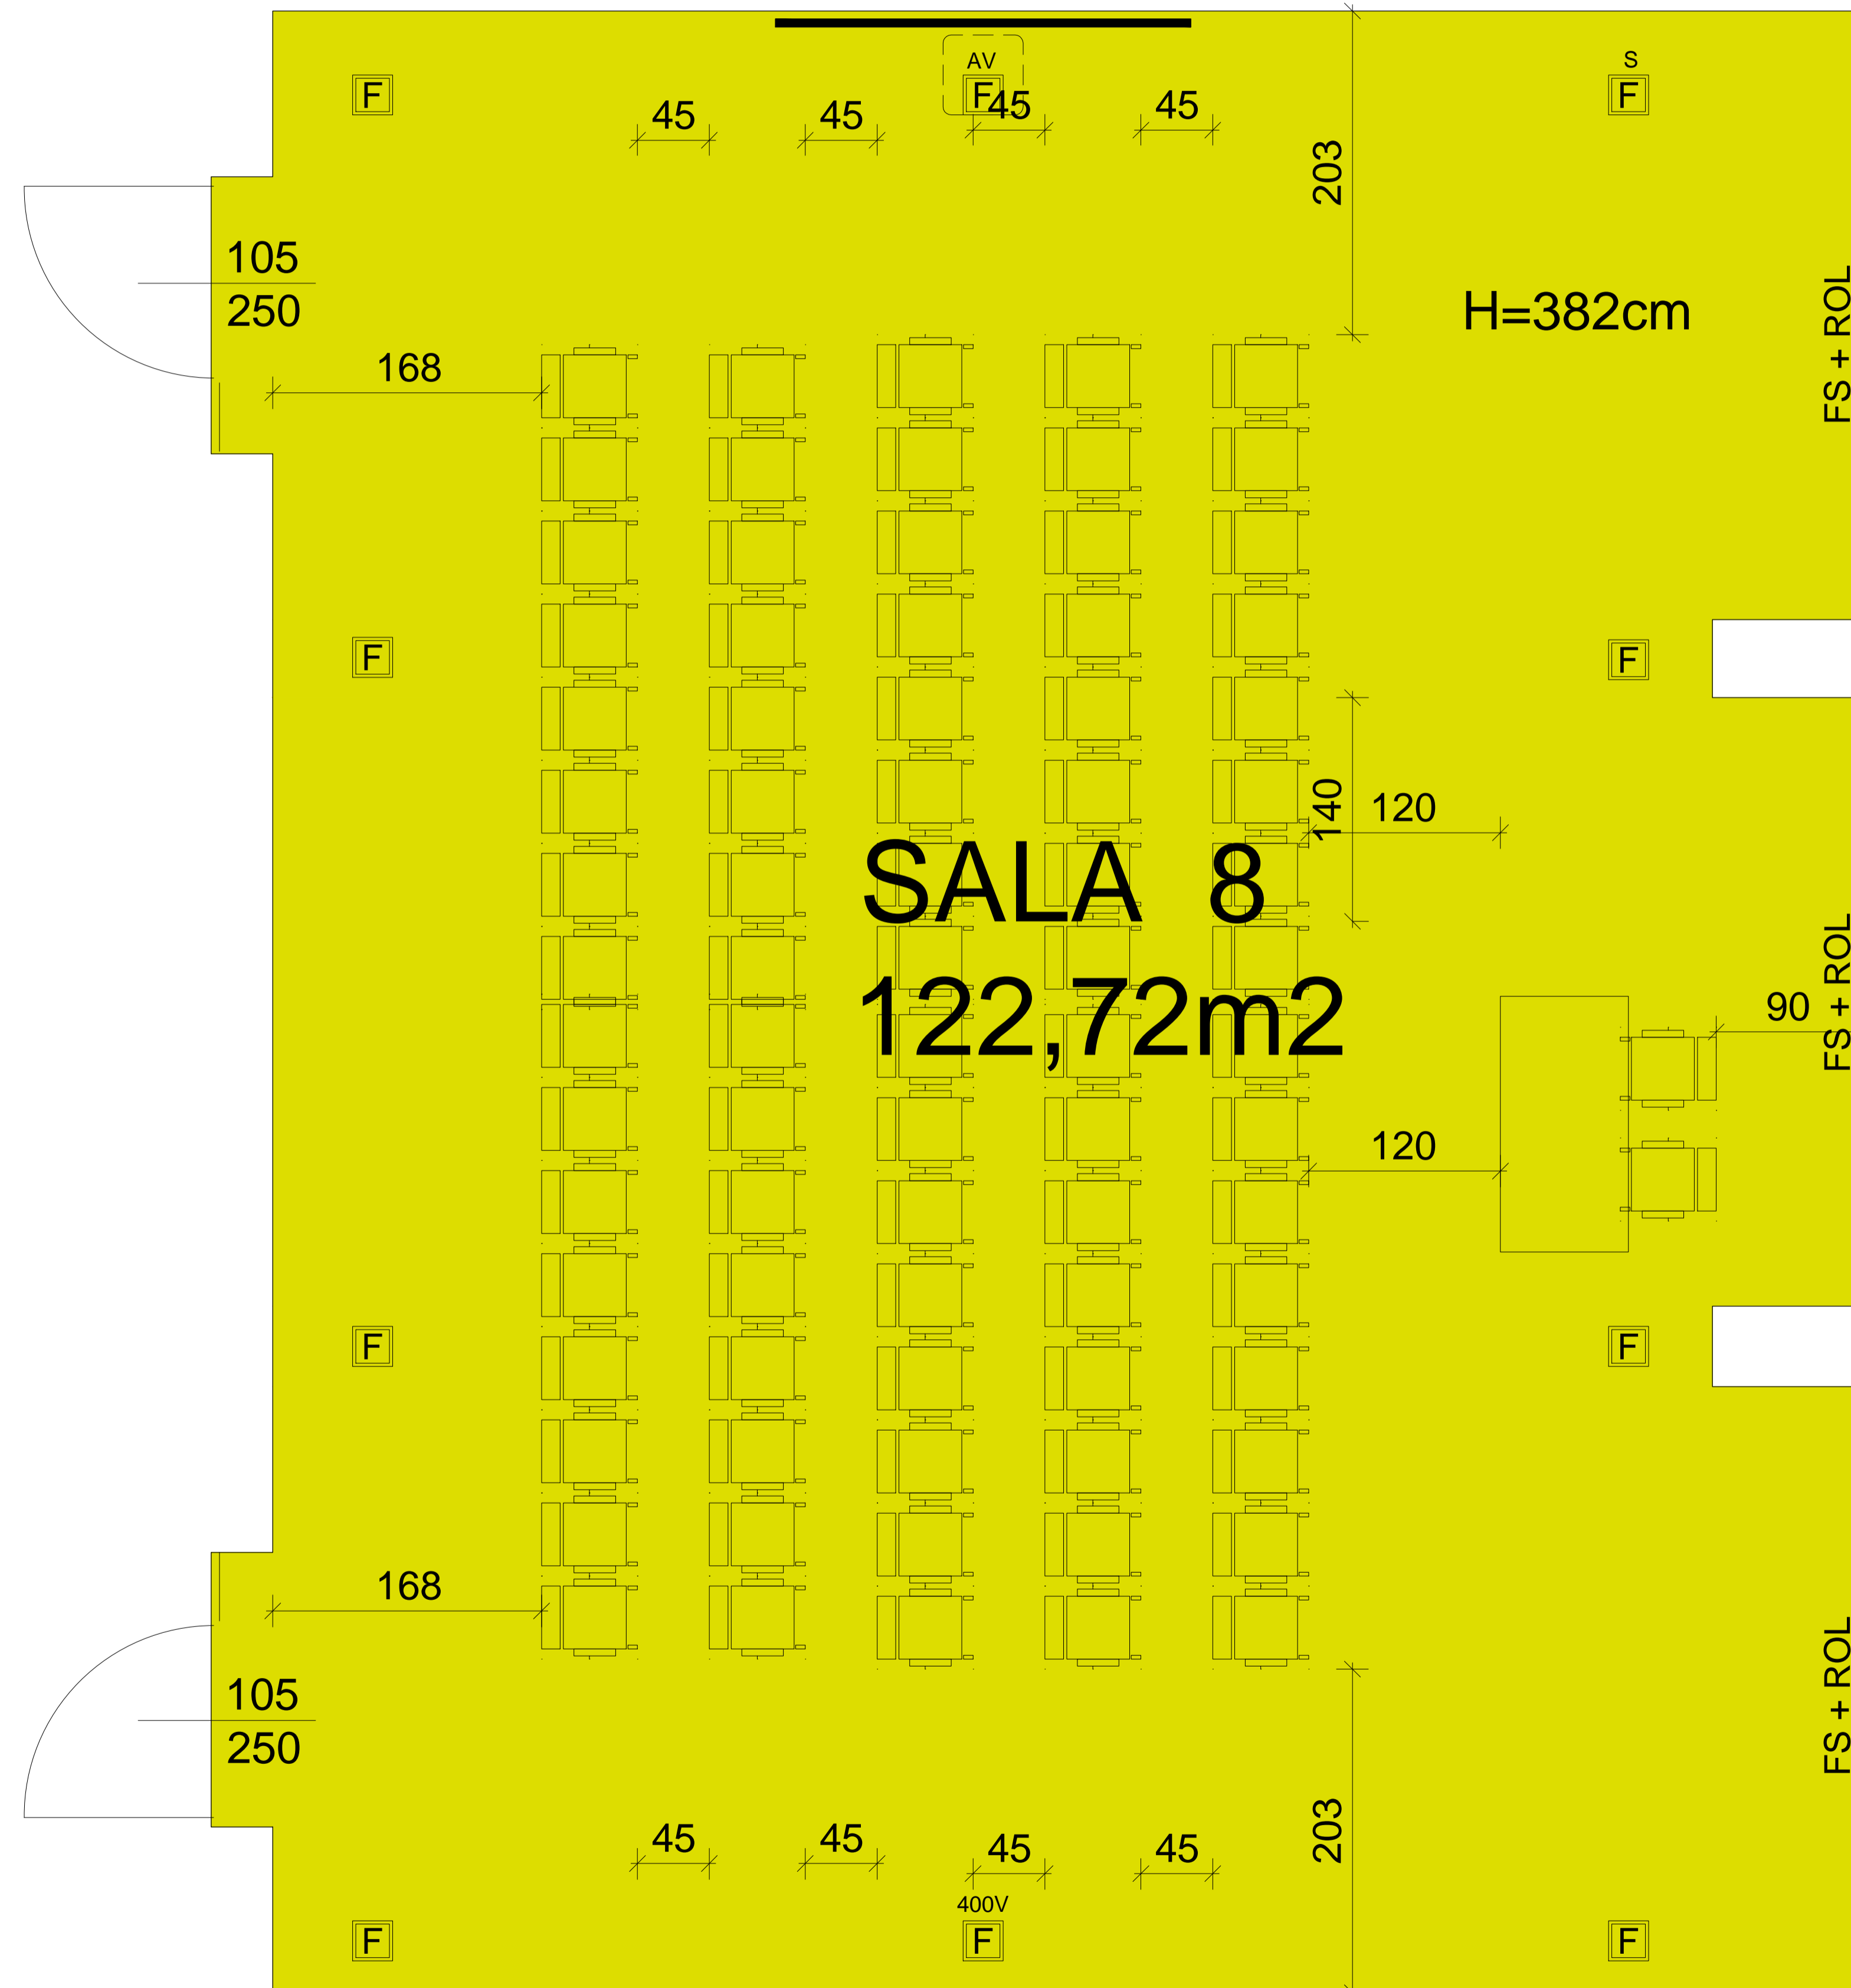 AV
S
F
F
F
45
45
45
45
203
105
250
H=382cm
FS + ROL
168
F
F
140
120
SALA 8
122,72m2
FS + ROL
90
120
F
F
168
FS + ROL
105
250
203
45
45
45
45
400V
F
F
F